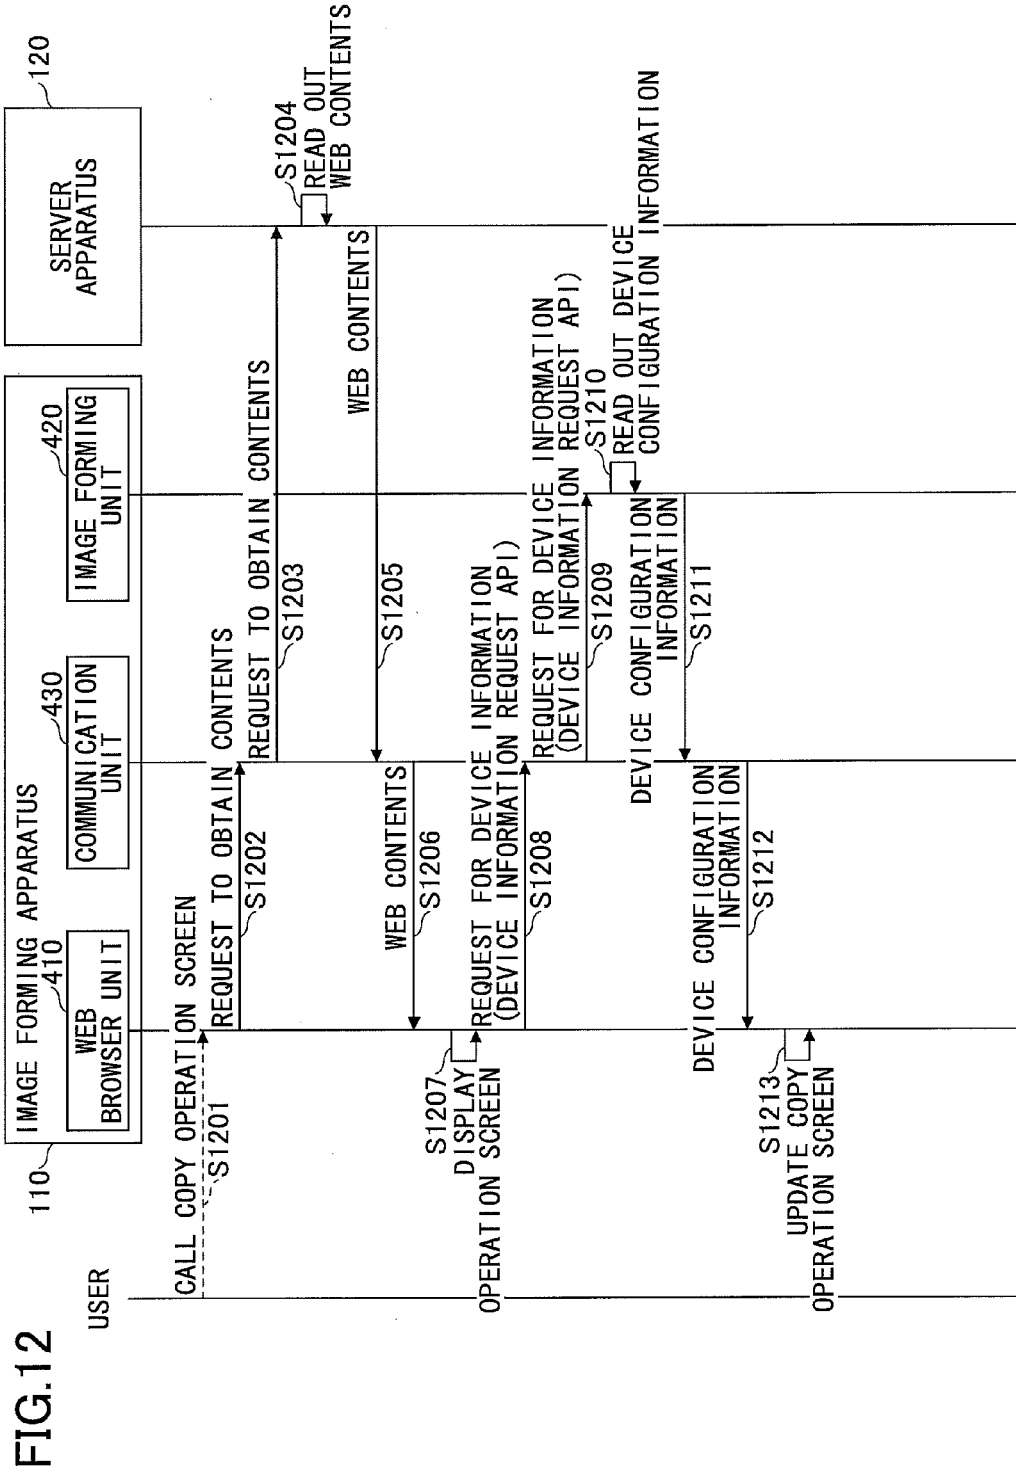 FIG.12
USER
110
IMAGE FORMING APPARATUS
410
WEB
BROWSER UNIT
430
COMMUNICATION
UNIT
420
IMAGE FORMING
UNIT
120
SERVER
APPARATUS
CALL COPY OPERATION SCREEN
S1201
REQUEST TO OBTAIN CONTENTS
S1202
REQUEST TO OBTAIN CONTENTS
S1203
S1204
READ OUT
WEB CONTENTS
WEB CONTENTS
S1205
WEB CONTENTS
S1206
S1207
DISPLAY
OPERATION SCREEN
REQUEST FOR DEVICE INFORMATION
(DEVICE INFORMATION REQUEST API)
S1208
REQUEST FOR DEVICE INFORMATION
(DEVICE INFORMATION REQUEST API)
S1209
S1210
READ OUT DEVICE
CONFIGURATION INFORMATION
DEVICE CONFIGURATION
INFORMATION
S1211
DEVICE CONFIGURATION
INFORMATION
S1212
S1213
UPDATE COPY
OPERATION SCREEN